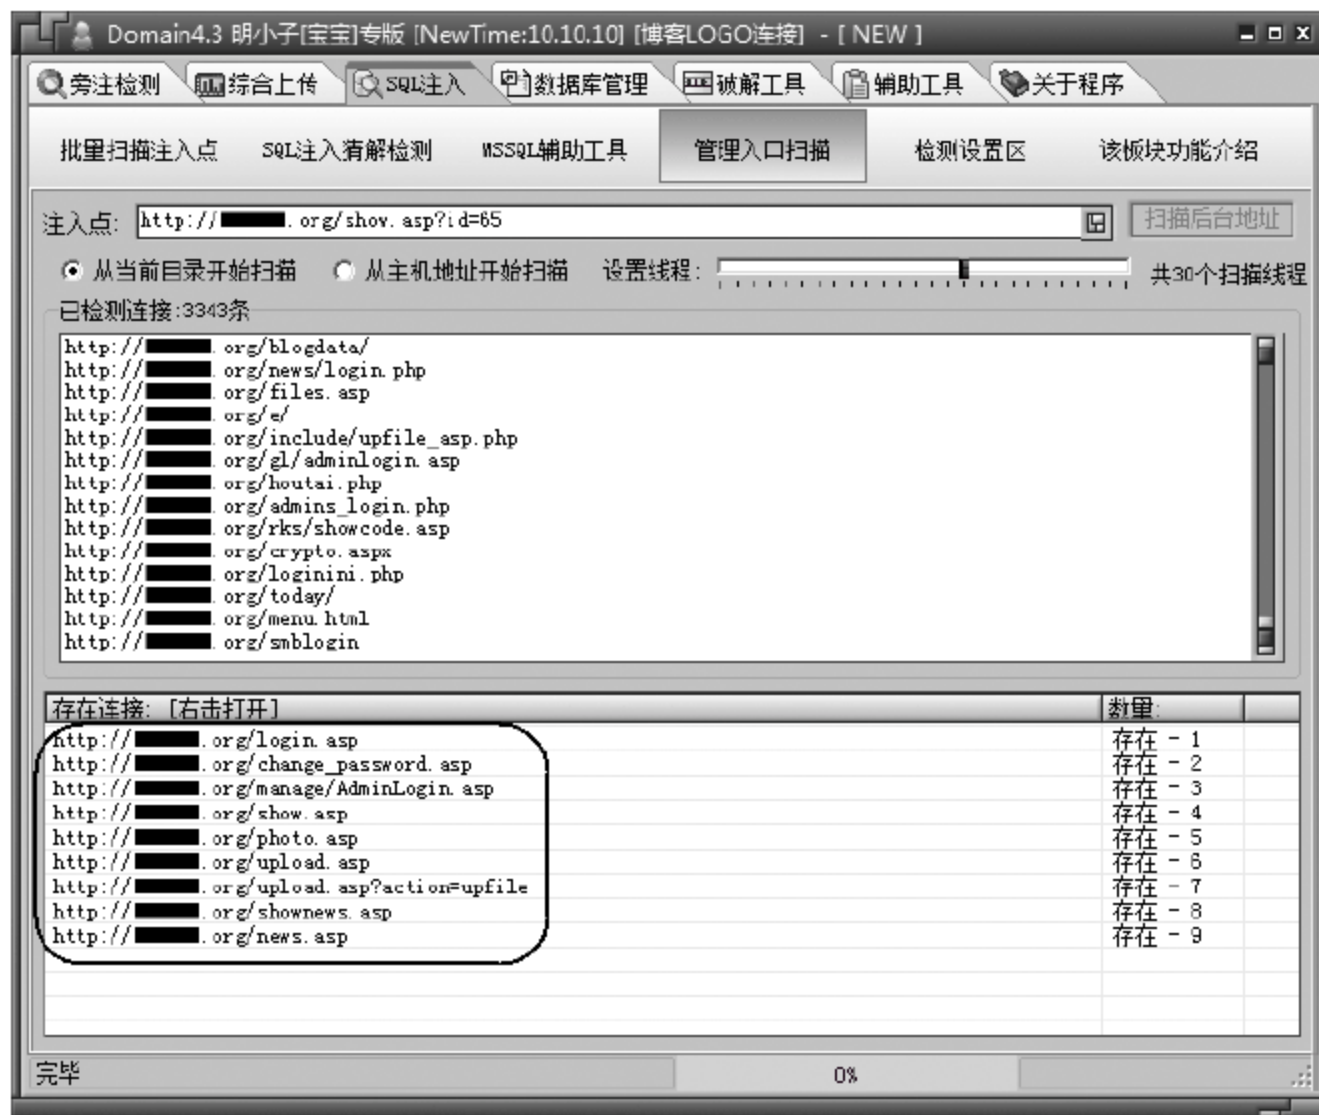 Domain4.3 明小子[宝宝]专版 [NewTime:10.10.10] [博客LOGO连接] - [ NEW ]
旁注检测 综合上传 SQL注入 数据库管理 破解工具 辅助工具 关于程序
批里扫描注入点 SQL注入猜解检测 MSSQL辅助工具 管理入口扫描 检测设置区 该板块功能介绍
注入点: http://.org/show.asp?id=65 扫描后台地址
从当前目录开始扫描 从主机地址开始扫描 设置线程: 共30个扫描线程
已检测连接:3343条
http://.org/blogdata/
http://.org/news/login.php
http://.org/files.asp
http://.org/e/
http://.org/include/upfile_asp.php
http://.org/gl/adminlogin.asp
http://.org/houtai.php
http://.org/admins_login.php
http://.org/rks/showcode.asp
http://.org/crypto.aspx
http://.org/loginini.php
http://.org/today/
http://.org/menu.html
http://.org/smblogin
存在连接: [右击打开] 数量:
http://.org/login.asp 存在 - 1
http://.org/change_password.asp 存在 - 2
http://.org/manage/AdminLogin.asp 存在 - 3
http://.org/show.asp 存在 - 4
http://.org/photo.asp 存在 - 5
http://.org/upload.asp 存在 - 6
http://.org/upload.asp?action=upfile 存在 - 7
http://.org/shownews.asp 存在 - 8
http://.org/news.asp 存在 - 9
完毕 0%